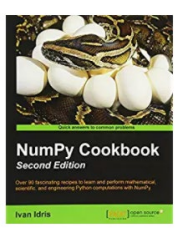 Quick answers to common problems
NumPy Cookbook
Second Edition
Over 90 fascinating recipes to learn and perform mathematical,
scientific, and engineering Python computations with NumPy
Ivan Idris
open source